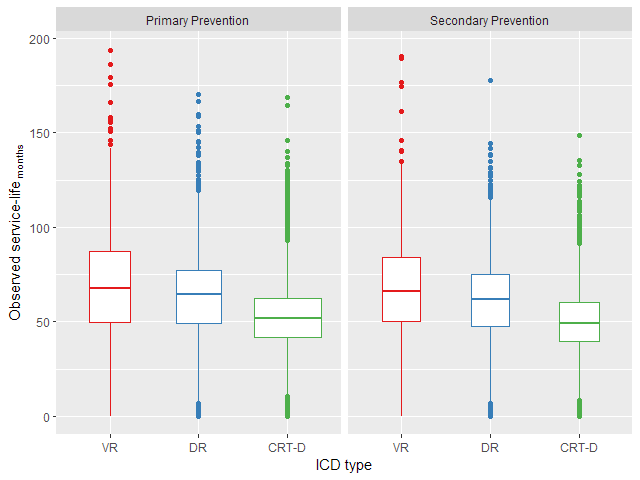 Primary Prevention Secondary Prevention
200
150
100
50
0
Observed service-life months
VR DR CRT-D VR DR CRT-D
ICD type